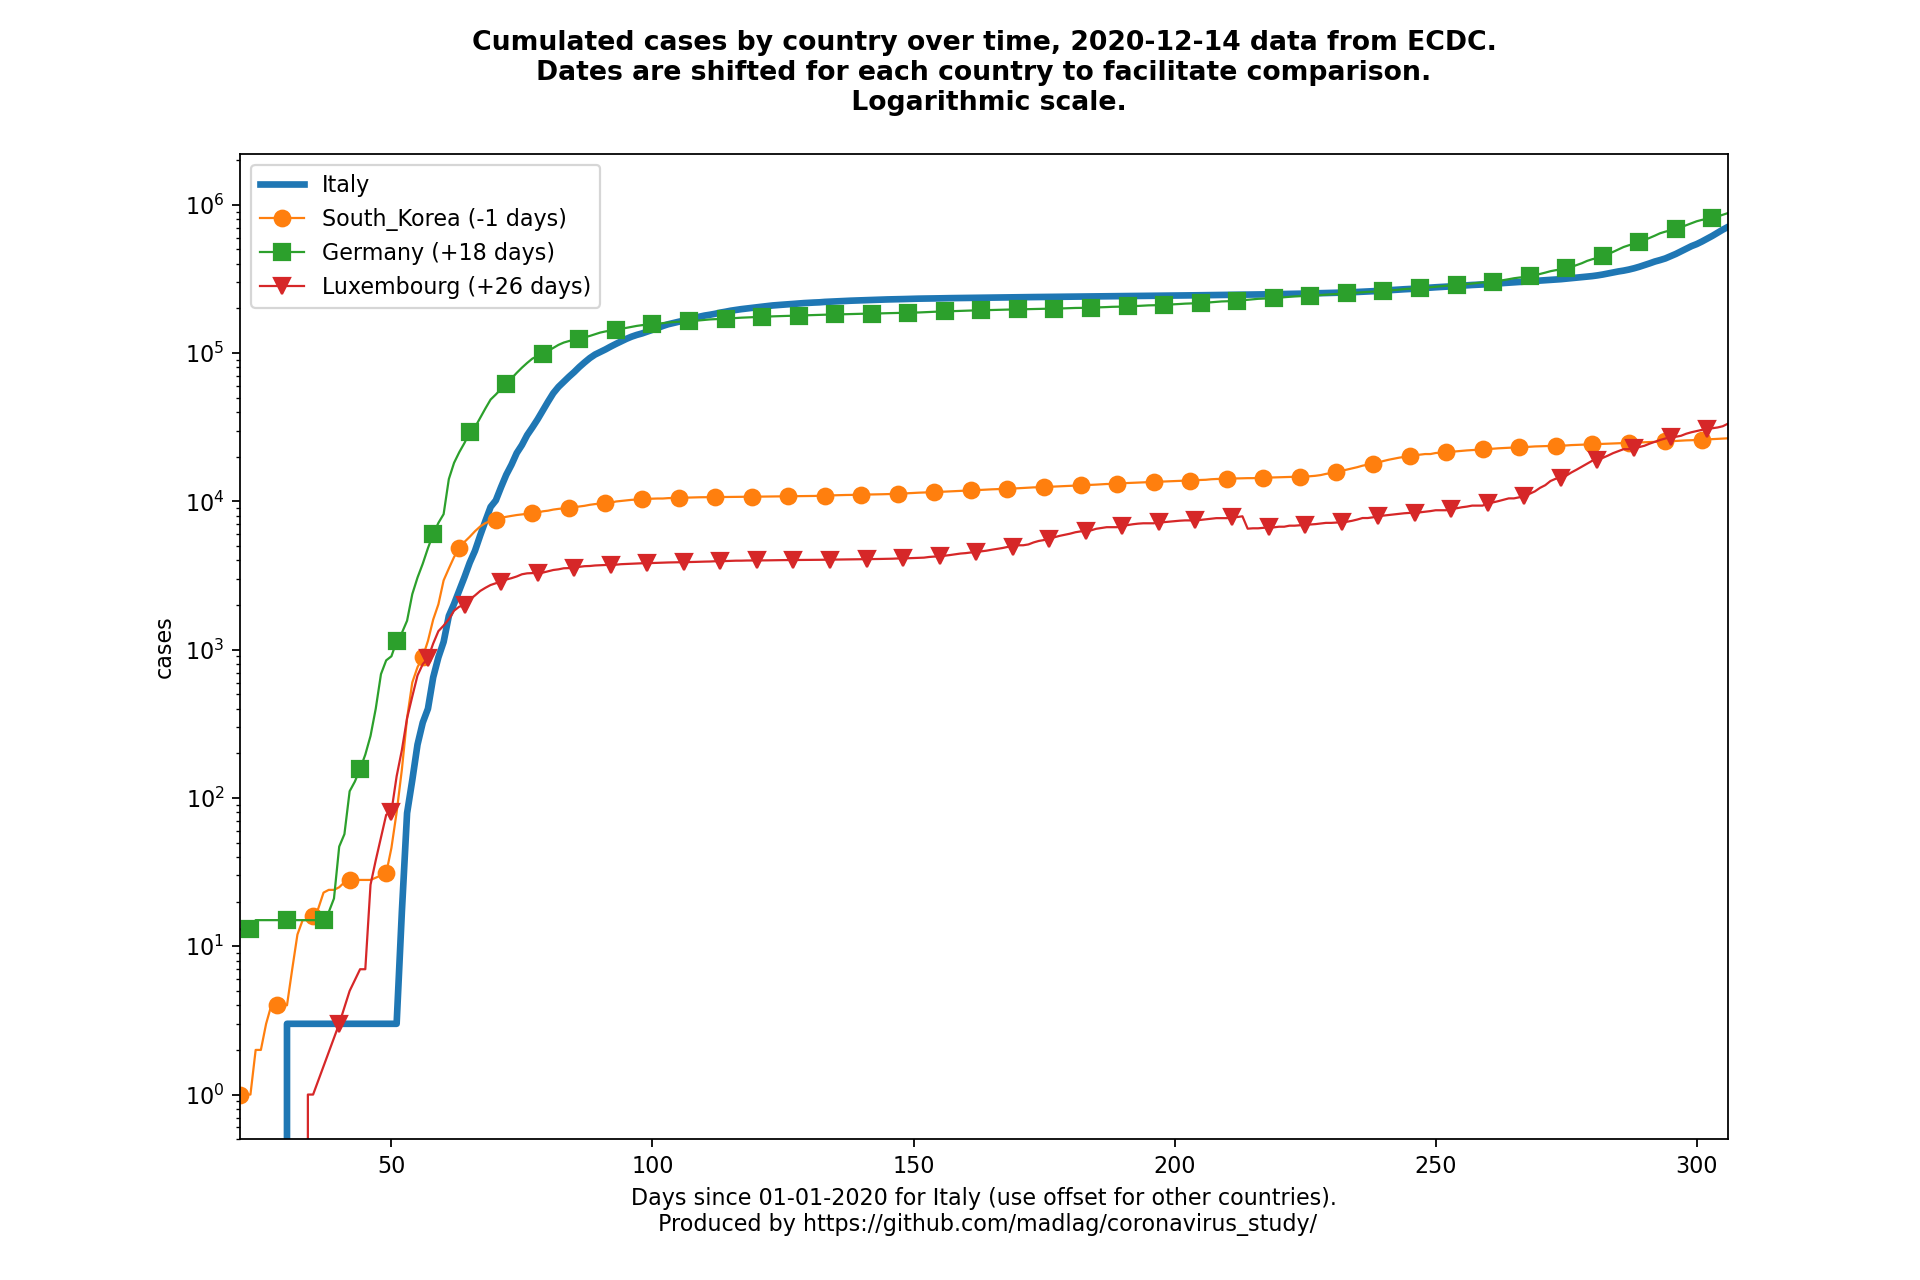 Cumulated cases by country over time, 2020-12-14 data from ECDC.
Dates are shifted for each country to facilitate comparison.
Logarithmic scale.
Italy
South_Korea (-1 days)
Germany (+18 days)
Luxembourg (+26 days)
10^6
10^5
10^4
10^3
10^2
10^1
10^0
cases
50 100 150 200 250 300
Days since 01-01-2020 for Italy (use offset for other countries).
Produced by https://github.com/madlag/coronavirus_study/